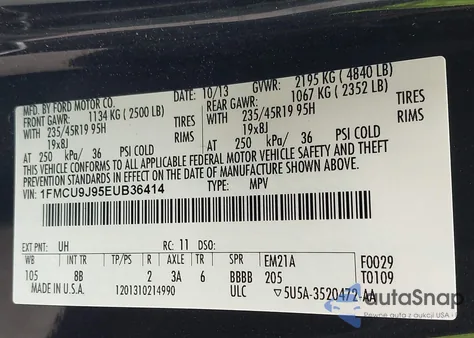 MFD. BY FORD MOTOR CO.
DATE: 10/13 GVWR: 2195 KG (4840 LB)
FRONT GAWR: 1134 KG (2500 LB) REAR GAWR: 1067 KG (2352 LB)
WITH 235/45R19 95H TIRES WITH 235/45R19 95H TIRES
19x8J RIMS 19x8J RIMS
AT 250 kPa/ 36 PSI COLD AT 250 kPa/ 36 PSI COLD
THIS VEHICLE CONFORMS TO ALL APPLICABLE FEDERAL MOTOR VEHICLE SAFETY AND THEFT
PREVENTION STANDARDS IN EFFECT ON THE DATE OF MANUFACTURE SHOWN ABOVE.
VIN: 1FMCU9J95EUB36414 TYPE: MPV
EXT PNT: UH RC: 11 DSO:
WB INT TR TP/PS R AXLE TR SPR EM21A F0029
105 8B 2 3A 6 BBBB 205 T0109
MADE IN U.S.A. 1201310214990 ULC 5U5A-3520472-AA
autoSnap